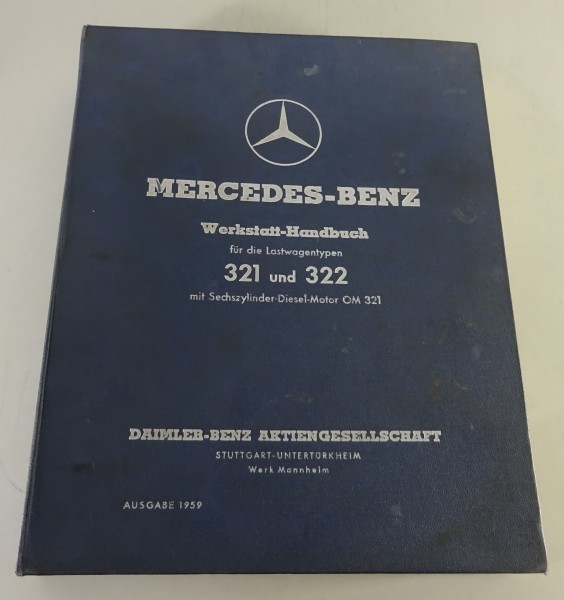 MERCEDES-BENZ
Werkstatt-Handbuch
für die Lastwagentypen
321 und 322
mit Sechszylinder-Diesel-Motor OM 321
DAIMLER-BENZ AKTIENGESELLSCHAFT
STUTTGART-UNTERTÜRKHEIM
Werk Mannheim
AUSGABE 1959